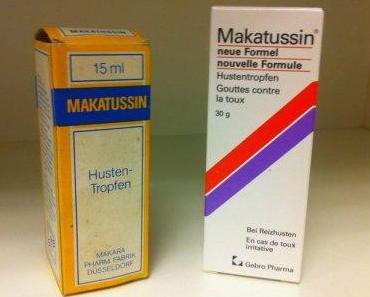 15 ml
MAKATUSSIN
Husten-
Tropfen
MAKARA
PHARM. FABRIK
DÜSSELDORF
Makatussin®
neue Formel
nouvelle Formule
Hustentropfen
Gouttes contre
la toux
30 g
Bei Reizhusten
En cas de toux
irritative
Gebro Pharma